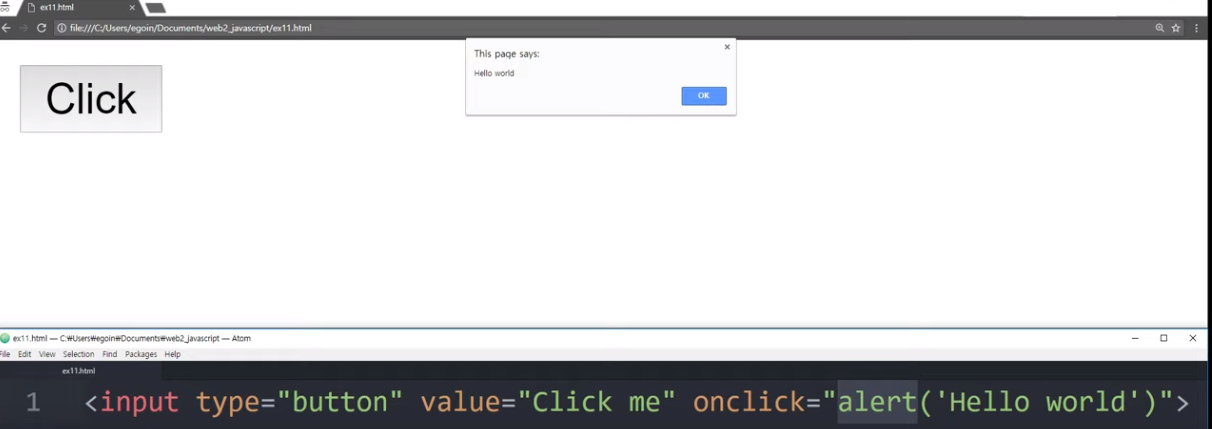 ex11.html
file:///C:/Users/egoin/Documents/web2_javascript/ex11.html
This page says:
Hello world
OK
Click
ex11.html — C:₩Users₩egoin₩Documents₩web2_javascript — Atom
File Edit View Selection Find Packages Help
ex11.html
1 <input type="button" value="Click me" onclick="alert('Hello world')">